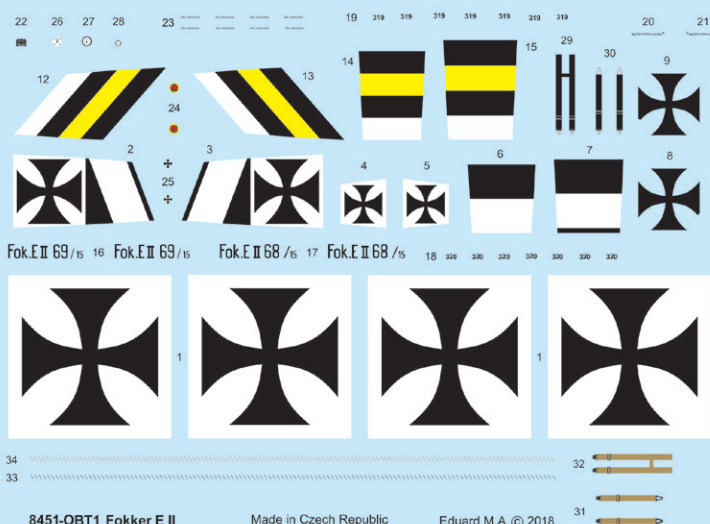 22 26 27 28 23 19 319 319 319 319 319 319 319 20 21
12 24 13 14 15 29 30 9
2 3 25 4 5 6 7 8
Fok.E II 69/15 16 Fok.E II 69/15 Fok.E II 68/15 17 Fok.E II 68/15 18 320 320 320 320 320 320 320
1 1
34
33
32
31
8451-OBT1 Fokker E II Made in Czech Republic Eduard M.A. © 2018